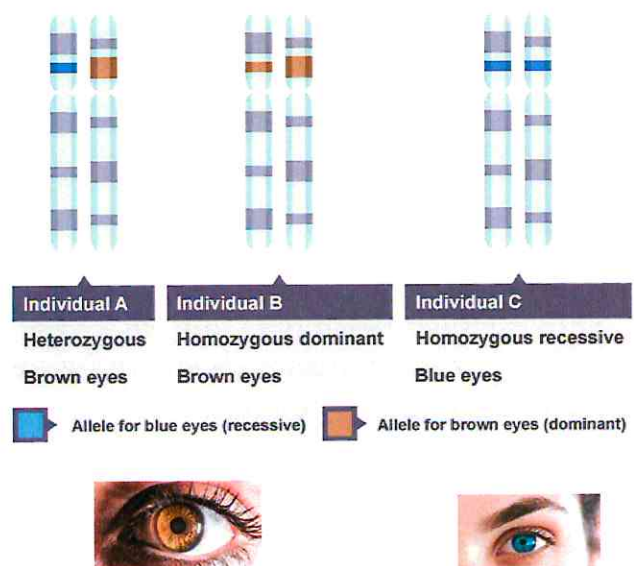 Individual A
Individual B
Individual C
Heterozygous
Homozygous dominant
Homozygous recessive
Brown eyes
Brown eyes
Blue eyes
Allele for blue eyes (recessive)
Allele for brown eyes (dominant)